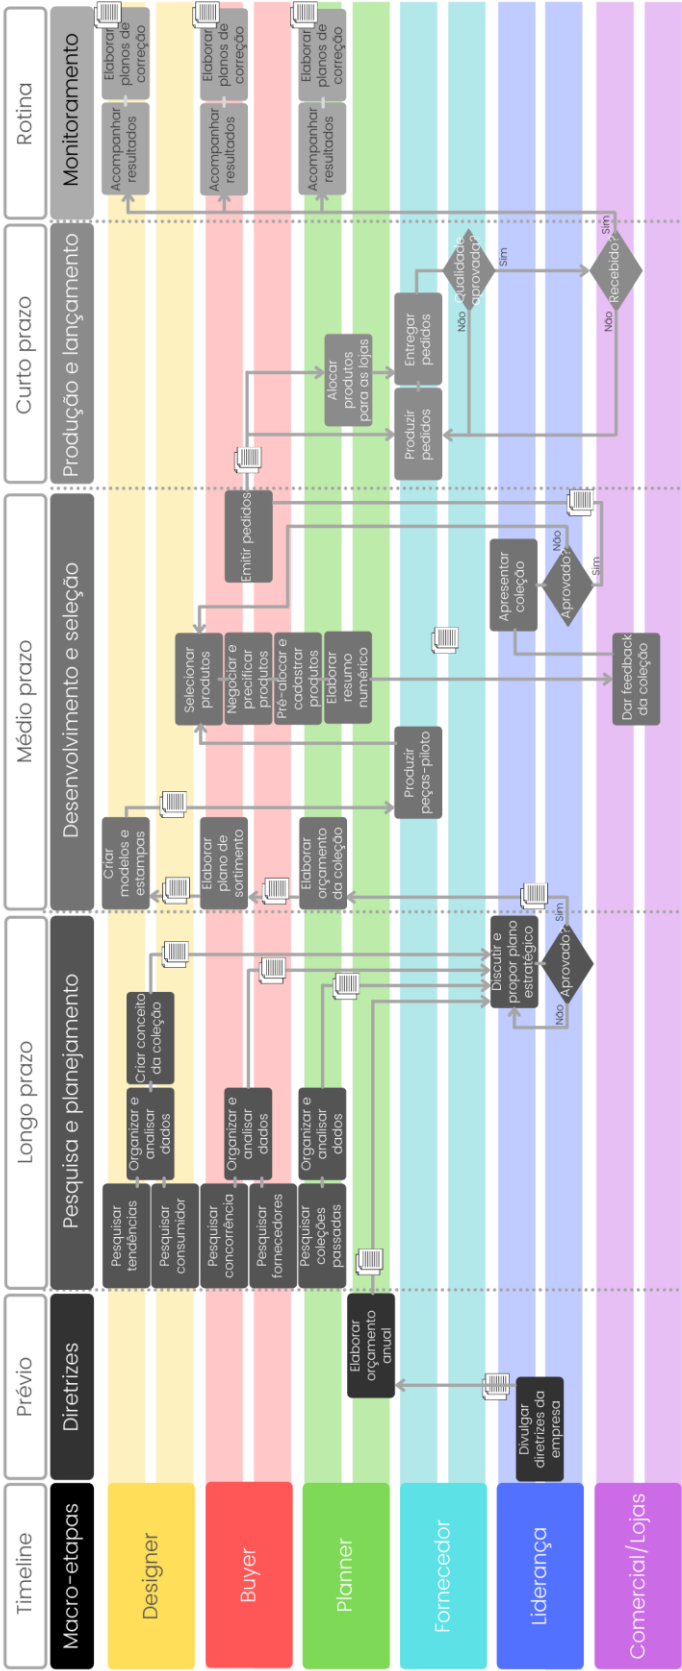 Timeline
Prévio
Longo prazo
Médio prazo
Curto prazo
Rotina
Macro-etapas
Diretrizes
Pesquisa e planejamento
Desenvolvimento e seleção
Produção e lançamento
Monitoramento
Designer
Pesquisar
tendências
Pesquisar
consumidor
Organizar e
analisar
dados
Criar conceito
da coleção
Criar
modelos e
estampas
Acompanhar
resultados
Elaborar
planos de
correção
Buyer
Pesquisar
concorrência
Pesquisar
fornecedores
Organizar e
analisar
dados
Elaborar
plano de
sortimento
Selecionar
produtos
Negociar e
precificar
produtos
Emitir pedidos
Acompanhar
resultados
Elaborar
planos de
correção
Planner
Elaborar
orçamento
anual
Pesquisar
coleções
passadas
Organizar e
analisar
dados
Elaborar
orçamento
da coleção
Pré-alocar e
cadastrar
produtos
Elaborar
resumo
numérico
Alocar
produtos
para as lojas
Acompanhar
resultados
Elaborar
planos de
correção
Fornecedor
Produzir
peças-piloto
Produzir
pedidos
Entregar
pedidos
Qualidade
aprovada?
Não
Sim
Liderança
Divulgar
diretrizes da
empresa
Discutir e
propor plano
estratégico
Aprovado?
Não
Sim
Apresentar
coleção
Aprovado?
Não
Sim
Comercial/Lojas
Dar feedback
da coleção
Recebido?
Não
Sim